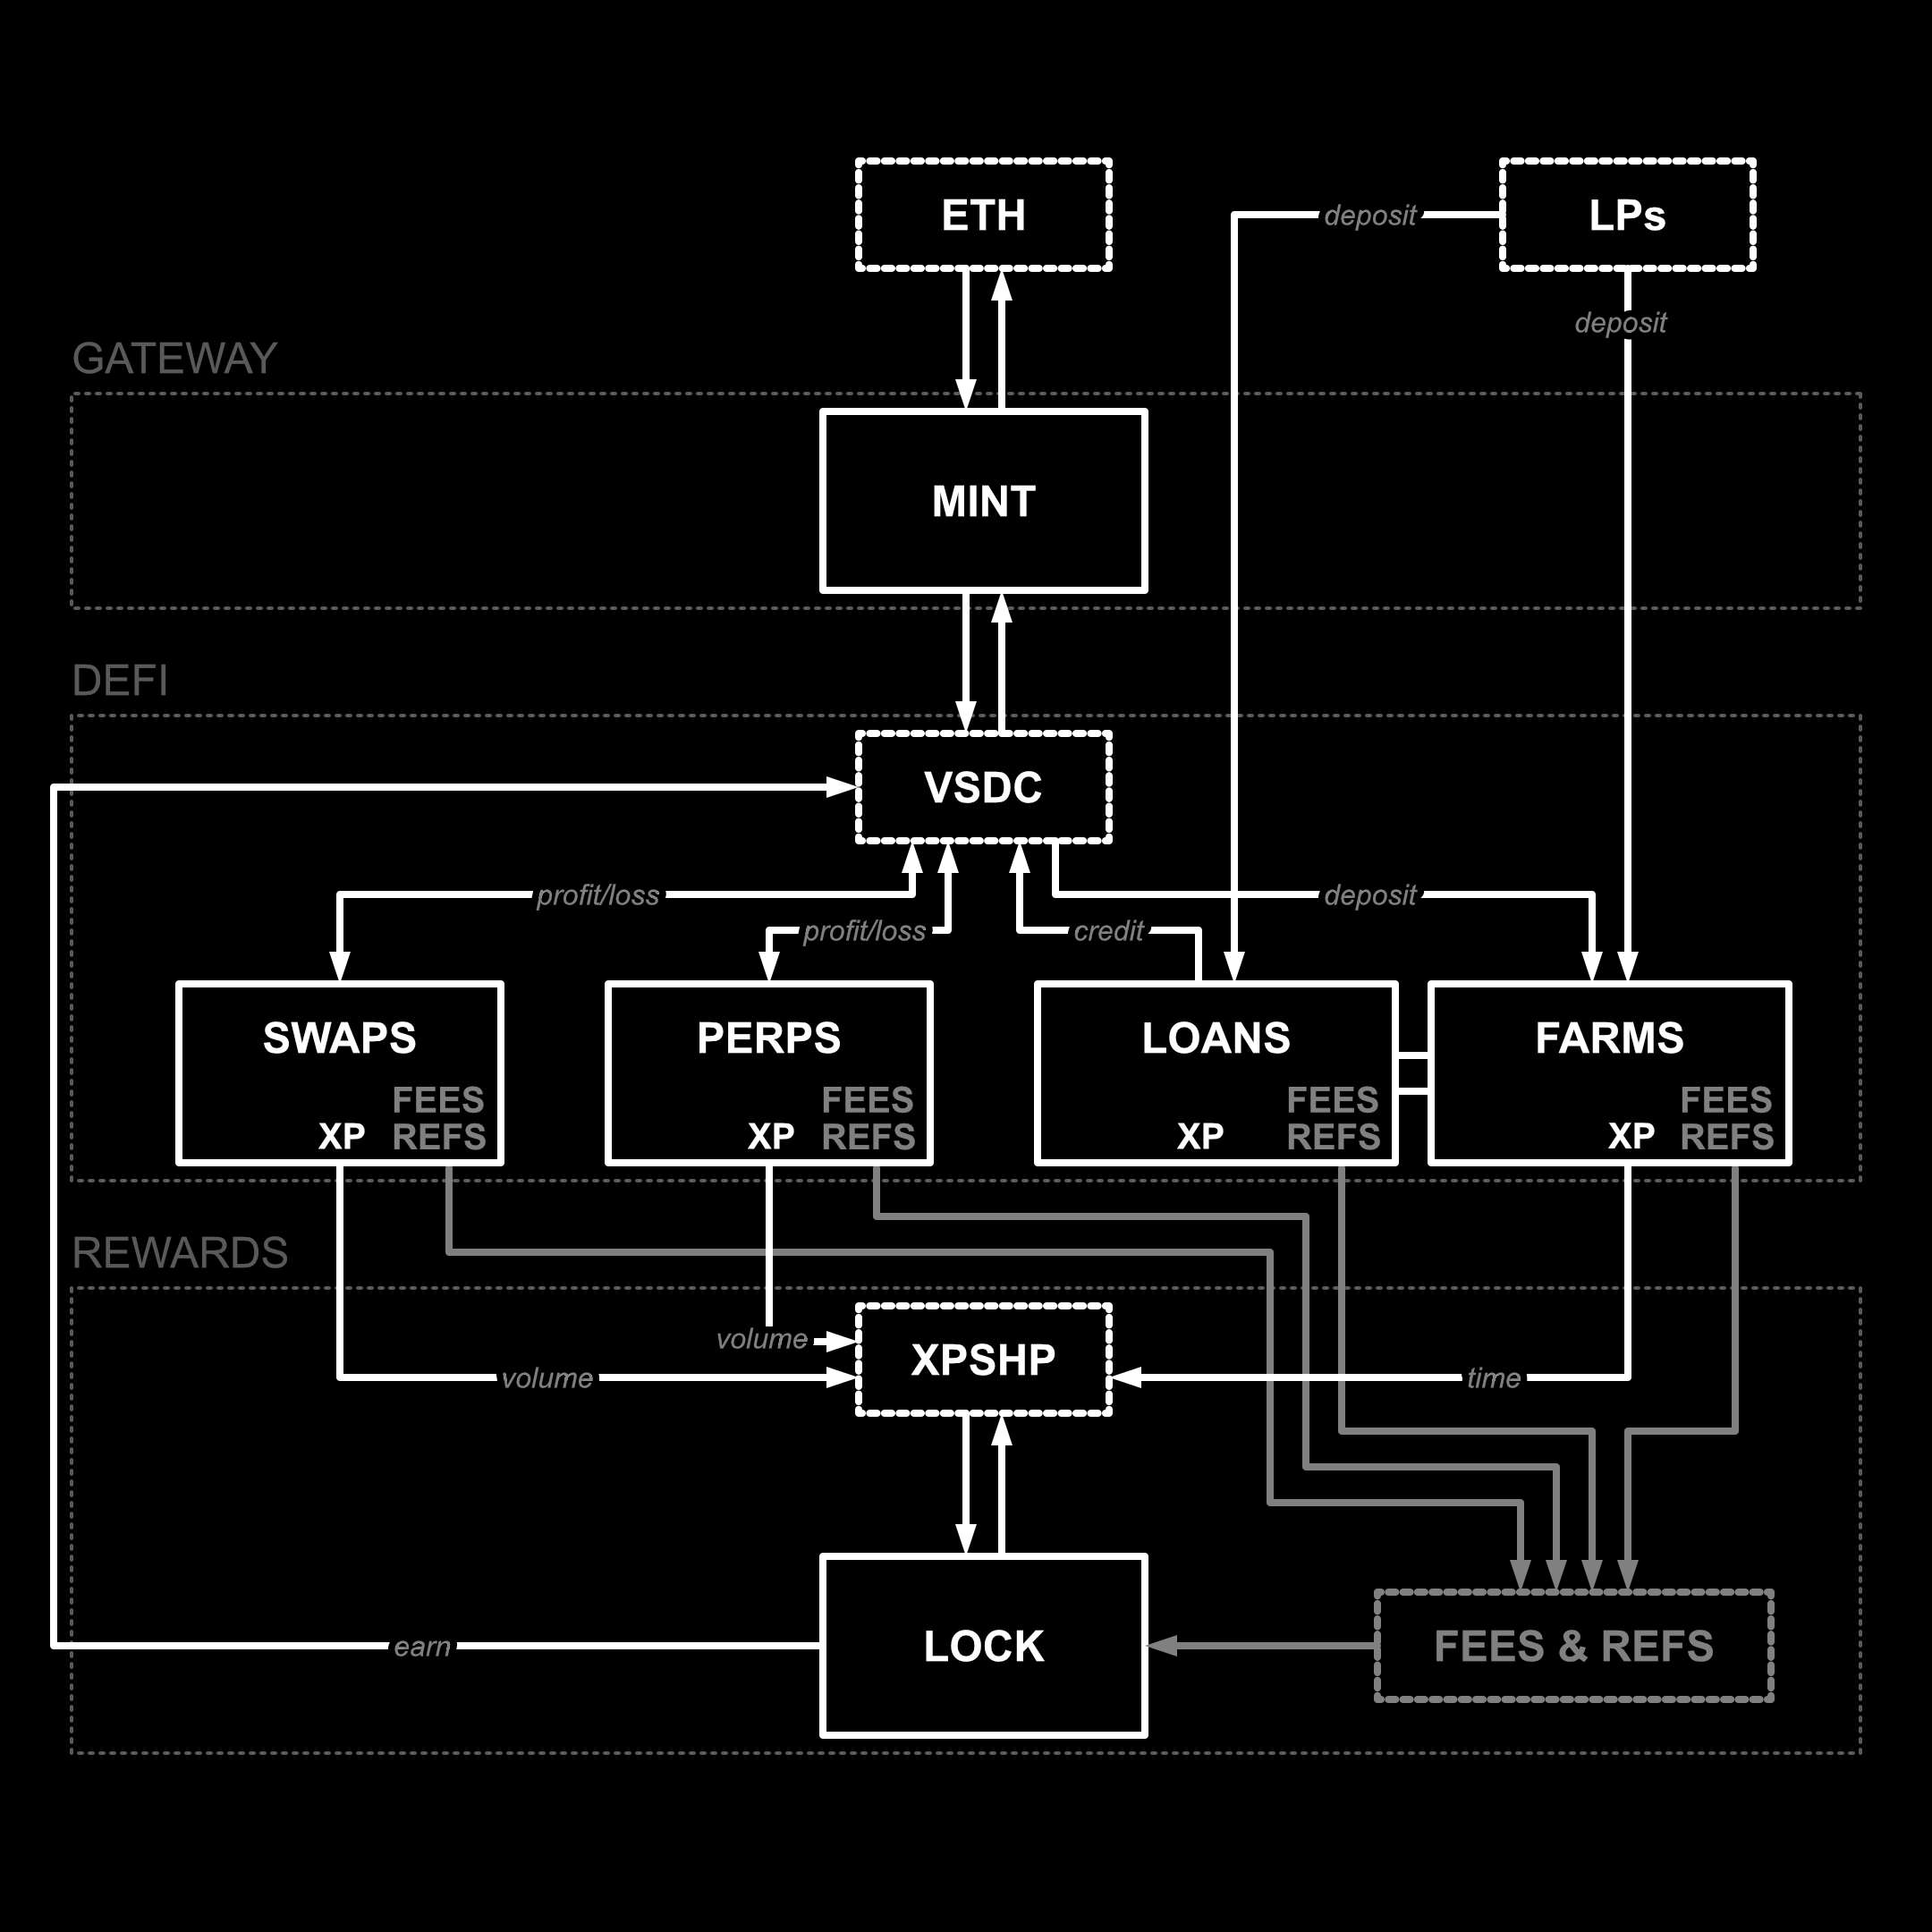 ETH
LPs
deposit
deposit
GATEWAY
MINT
DEFI
VSDC
profit/loss
deposit
profit/loss
credit
SWAPS
FEES
XP
REFS
PERPS
FEES
XP
REFS
LOANS
FEES
XP
REFS
FARMS
FEES
XP
REFS
REWARDS
volume
XPSHP
volume
time
LOCK
FEES & REFS
earn